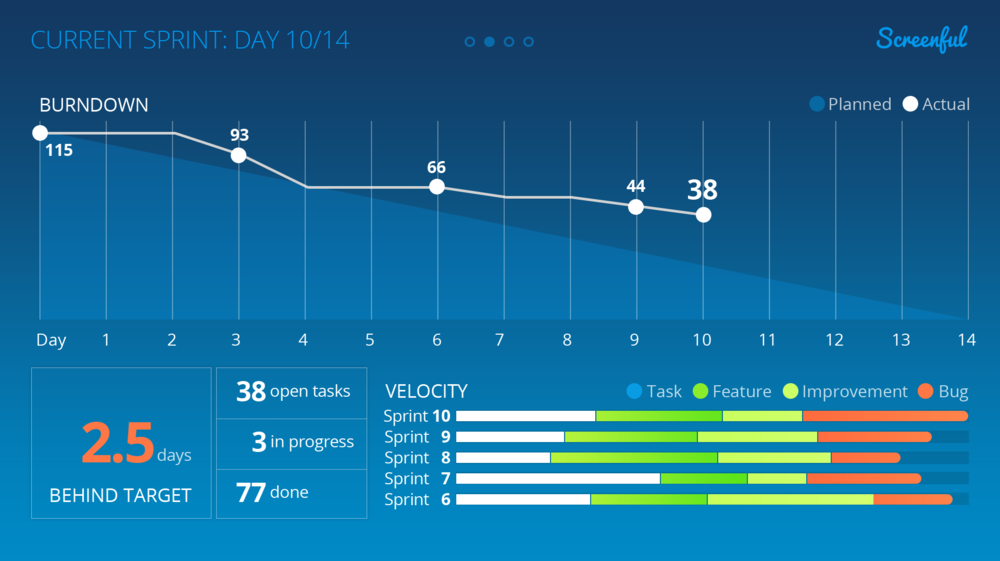 CURRENT SPRINT: DAY 10/14
Screenful
BURNDOWN
Planned Actual
115
93
66
44
38
Day 1 2 3 4 5 6 7 8 9 10 11 12 13 14
2.5 days
BEHIND TARGET
38 open tasks
3 in progress
77 done
VELOCITY
Task Feature Improvement Bug
Sprint 10
Sprint 9
Sprint 8
Sprint 7
Sprint 6